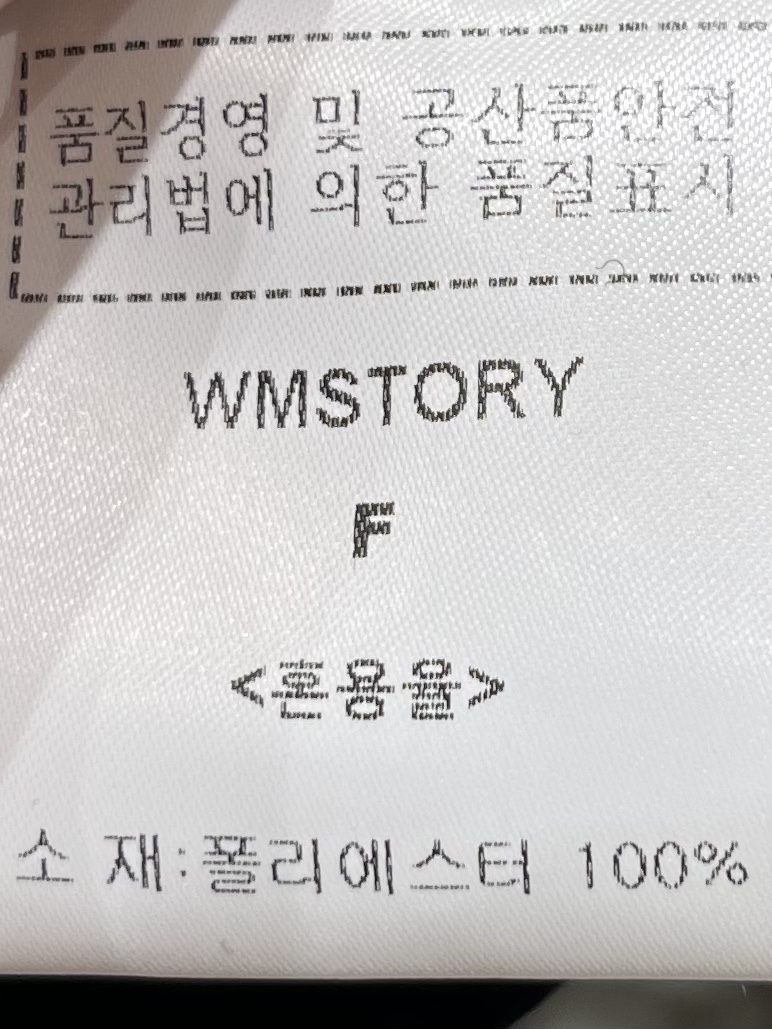 품질경영 및 공산품안전
관리법에 의한 품질표시
WMSTORY
F
<혼용율>
소 재:폴리에스터 100%